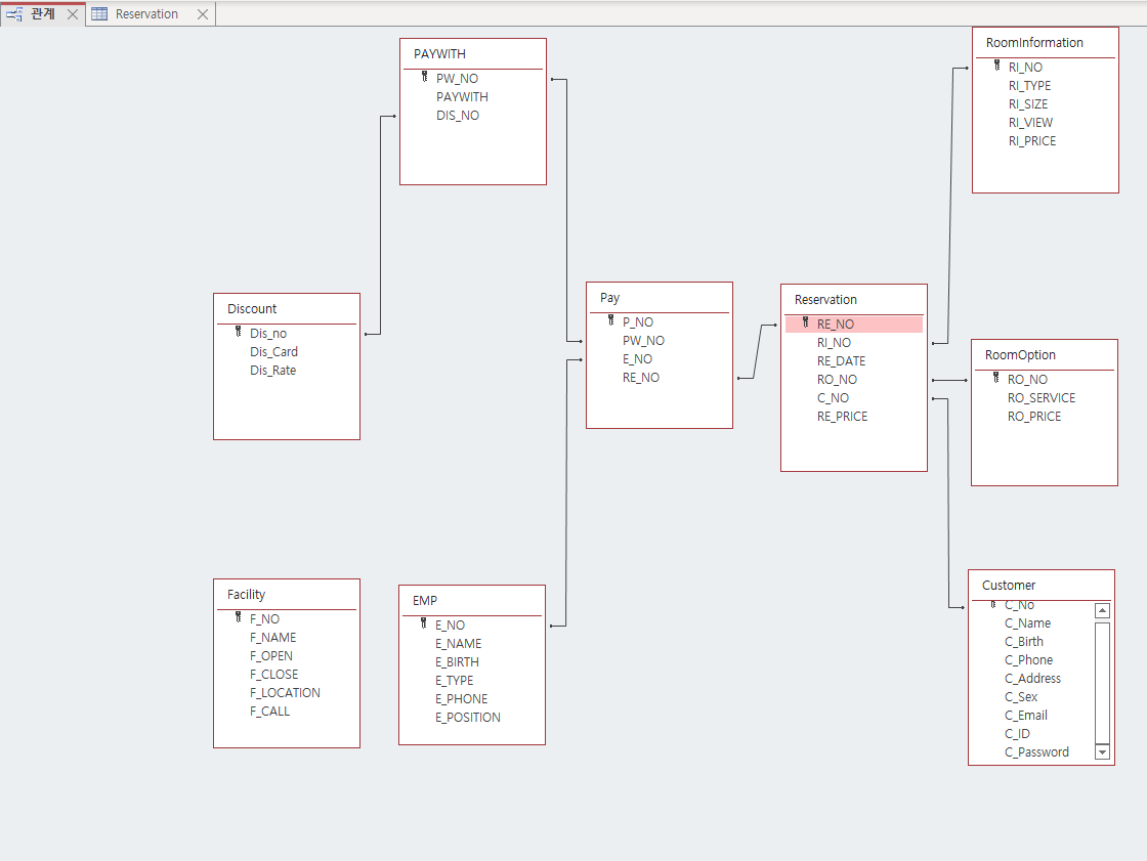 관계
Reservation
PAYWITH
PW_NO
PAYWITH
DIS_NO
RoomInformation
RI_NO
RI_TYPE
RI_SIZE
RI_VIEW
RI_PRICE
Discount
Dis_no
Dis_Card
Dis_Rate
Pay
P_NO
PW_NO
E_NO
RE_NO
Reservation
RE_NO
RI_NO
RE_DATE
RO_NO
C_NO
RE_PRICE
RoomOption
RO_NO
RO_SERVICE
RO_PRICE
Facility
F_NO
F_NAME
F_OPEN
F_CLOSE
F_LOCATION
F_CALL
EMP
E_NO
E_NAME
E_BIRTH
E_TYPE
E_PHONE
E_POSITION
Customer
C_No
C_Name
C_Birth
C_Phone
C_Address
C_Sex
C_Email
C_ID
C_Password